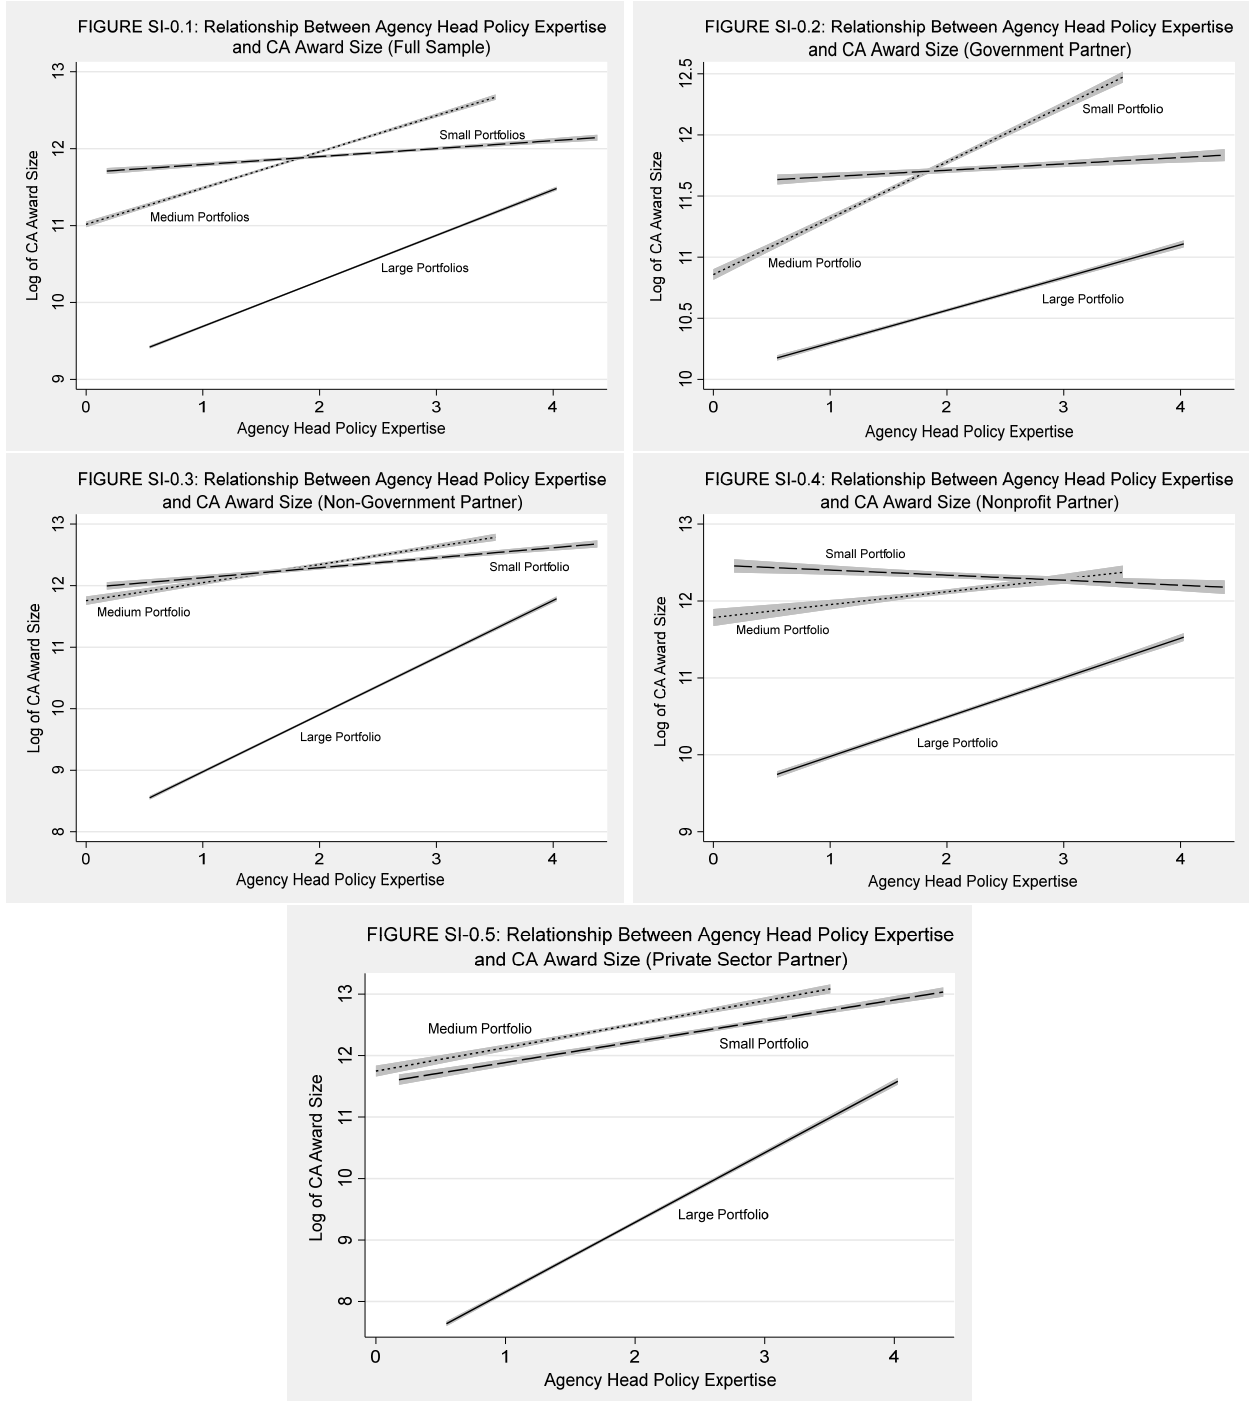 FIGURE SI-0.1: Relationship Between Agency Head Policy Expertise
and CA Award Size (Full Sample)
13
12
11
10
9
Log of CA Award Size
Small Portfolios
Medium Portfolios
Large Portfolios
0 1 2 3 4
Agency Head Policy Expertise
FIGURE SI-0.2: Relationship Between Agency Head Policy Expertise
and CA Award Size (Government Partner)
12.5
12
11.5
11
10.5
10
Log of CA Award Size
Small Portfolio
Medium Portfolio
Large Portfolio
0 1 2 3 4
Agency Head Policy Expertise
FIGURE SI-0.3: Relationship Between Agency Head Policy Expertise
and CA Award Size (Non-Government Partner)
13
12
11
10
9
8
Log of CA Award Size
Small Portfolio
Medium Portfolio
Large Portfolio
0 1 2 3 4
Agency Head Policy Expertise
FIGURE SI-0.4: Relationship Between Agency Head Policy Expertise
and CA Award Size (Nonprofit Partner)
13
12
11
10
9
Log of CA Award Size
Small Portfolio
Medium Portfolio
Large Portfolio
0 1 2 3 4
Agency Head Policy Expertise
FIGURE SI-0.5: Relationship Between Agency Head Policy Expertise
and CA Award Size (Private Sector Partner)
13
12
11
10
9
8
Log of CA Award Size
Medium Portfolio
Small Portfolio
Large Portfolio
0 1 2 3 4
Agency Head Policy Expertise